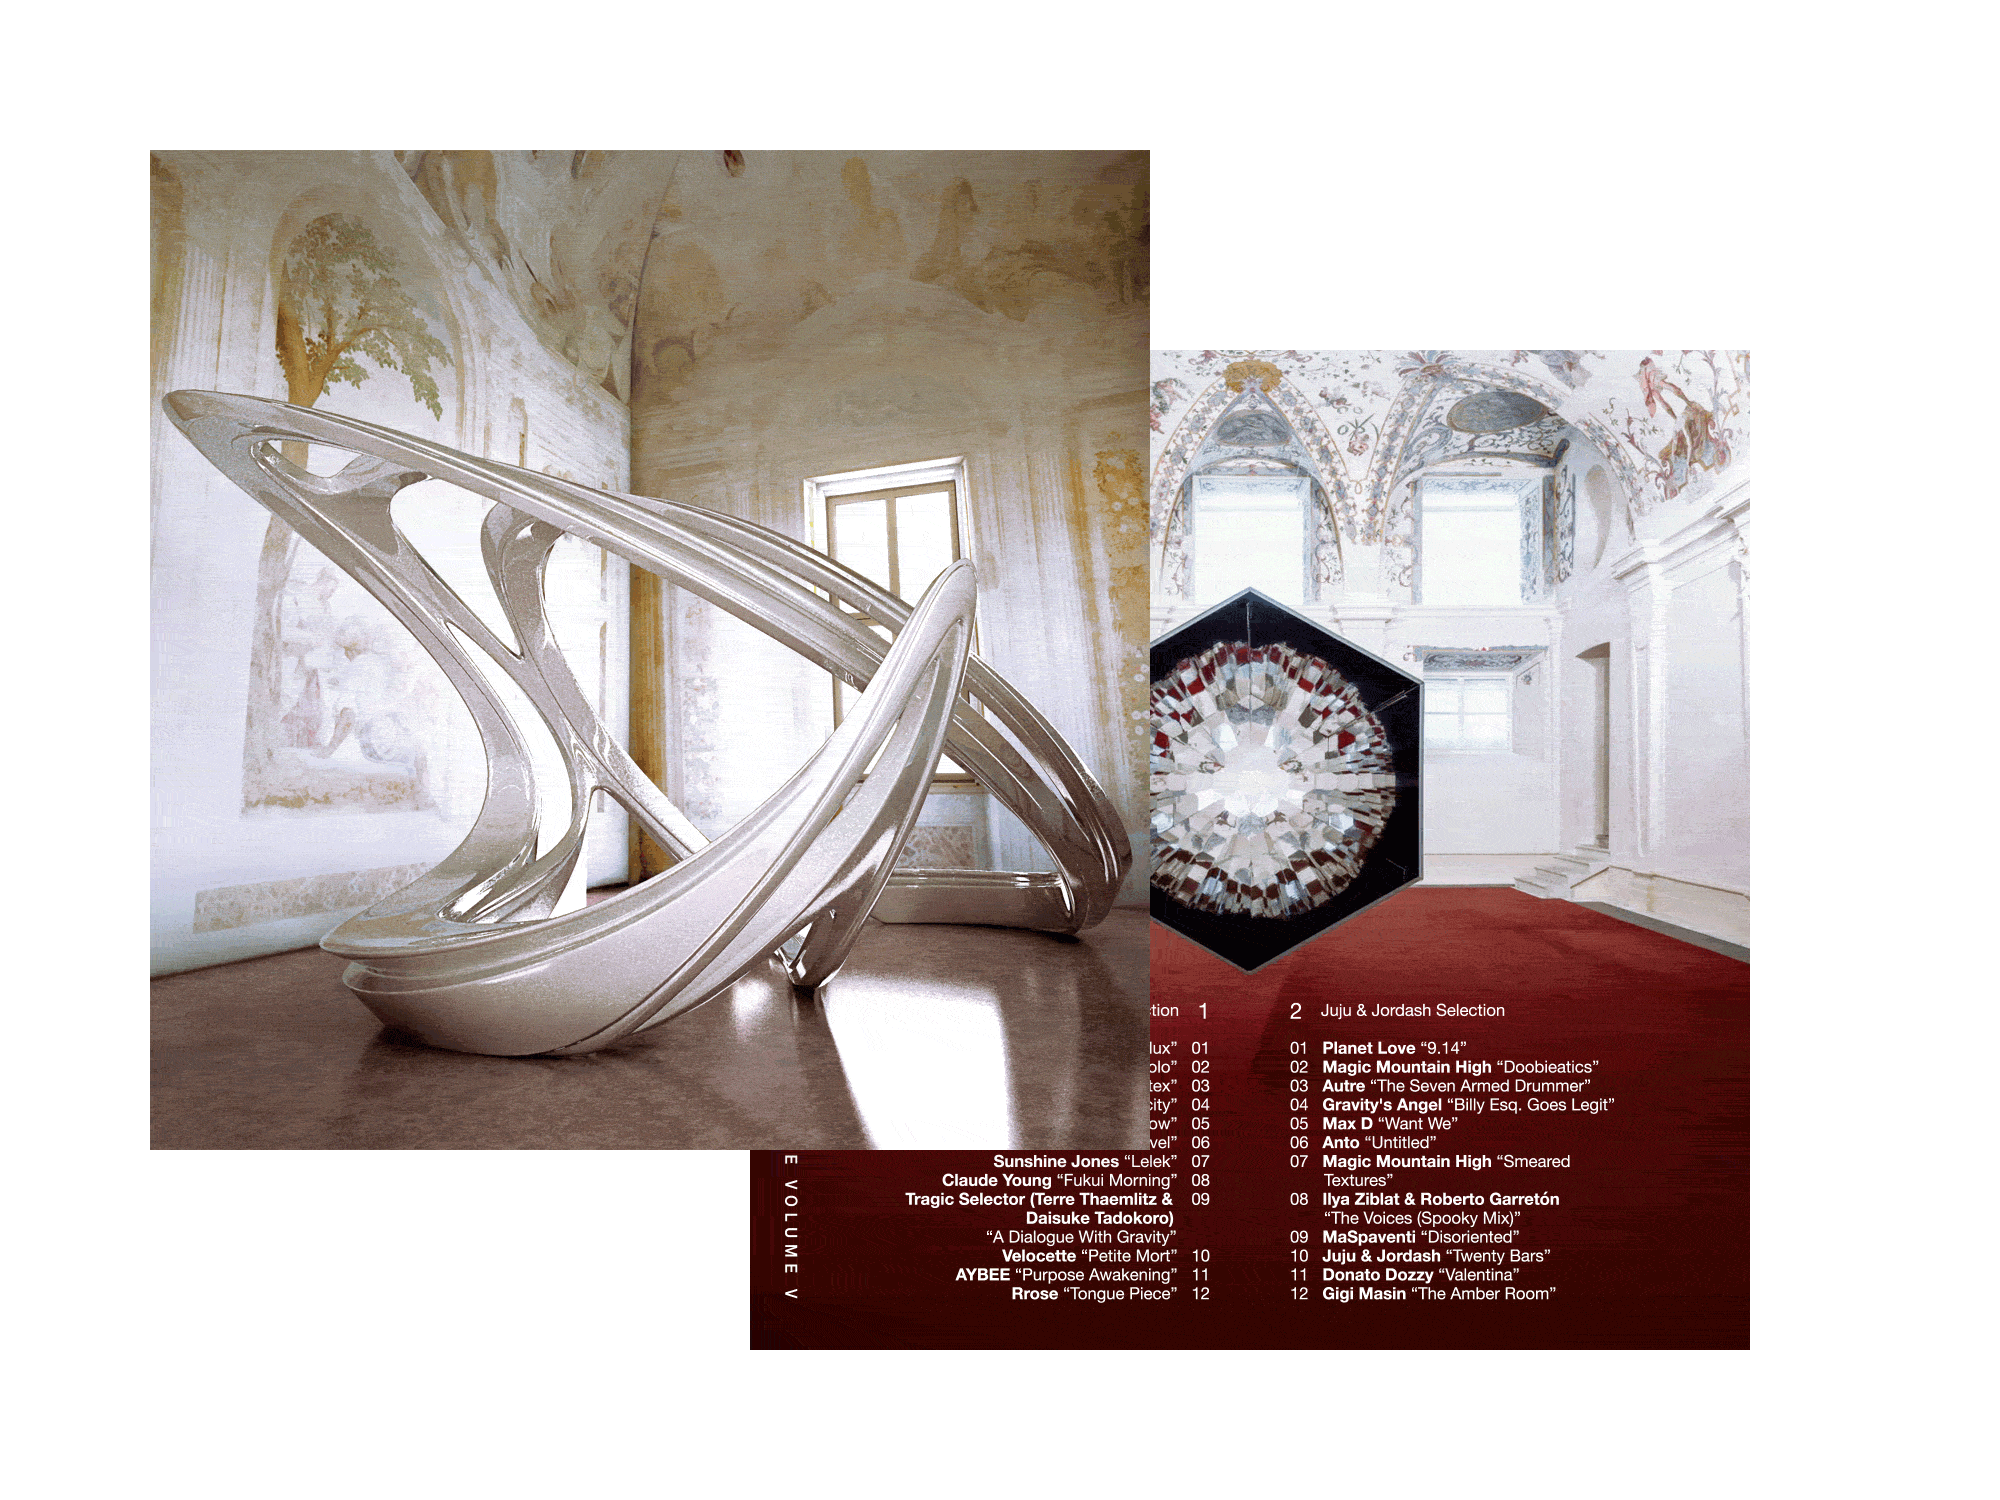 1
01
02
03
04
05
06
Sunshine Jones “Lelek” 07
Claude Young “Fukui Morning” 08
Tragic Selector (Terre Thaemlitz & 09
Daisuke Tadokoro)
“A Dialogue With Gravity”
Velocette “Petite Mort” 10
AYBEE “Purpose Awakening” 11
Rrose “Tongue Piece” 12
2 Juju & Jordash Selection
01 Planet Love “9.14”
02 Magic Mountain High “Doobieatics”
03 Autre “The Seven Armed Drummer”
04 Gravity's Angel “Billy Esq. Goes Legit”
05 Max D “Want We”
06 Anto “Untitled”
07 Magic Mountain High “Smeared
Textures”
08 Ilya Ziblat & Roberto Garretón
“The Voices (Spooky Mix)”
09 MaSpaventi “Disoriented”
10 Juju & Jordash “Twenty Bars”
11 Donato Dozzy “Valentina”
12 Gigi Masin “The Amber Room”
VOLUME V